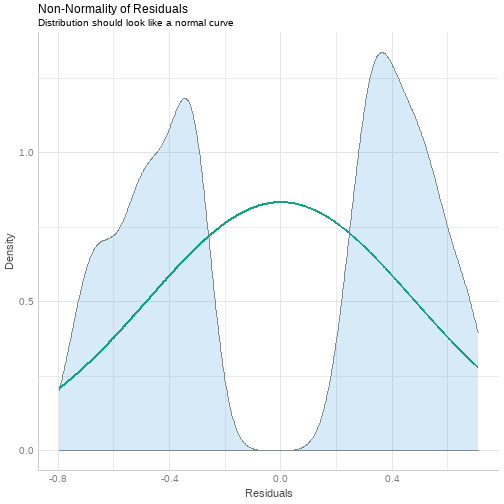 Non-Normality of Residuals
Distribution should look like a normal curve
Density
1.0
0.5
0.0
-0.8 -0.4 0.0 0.4
Residuals